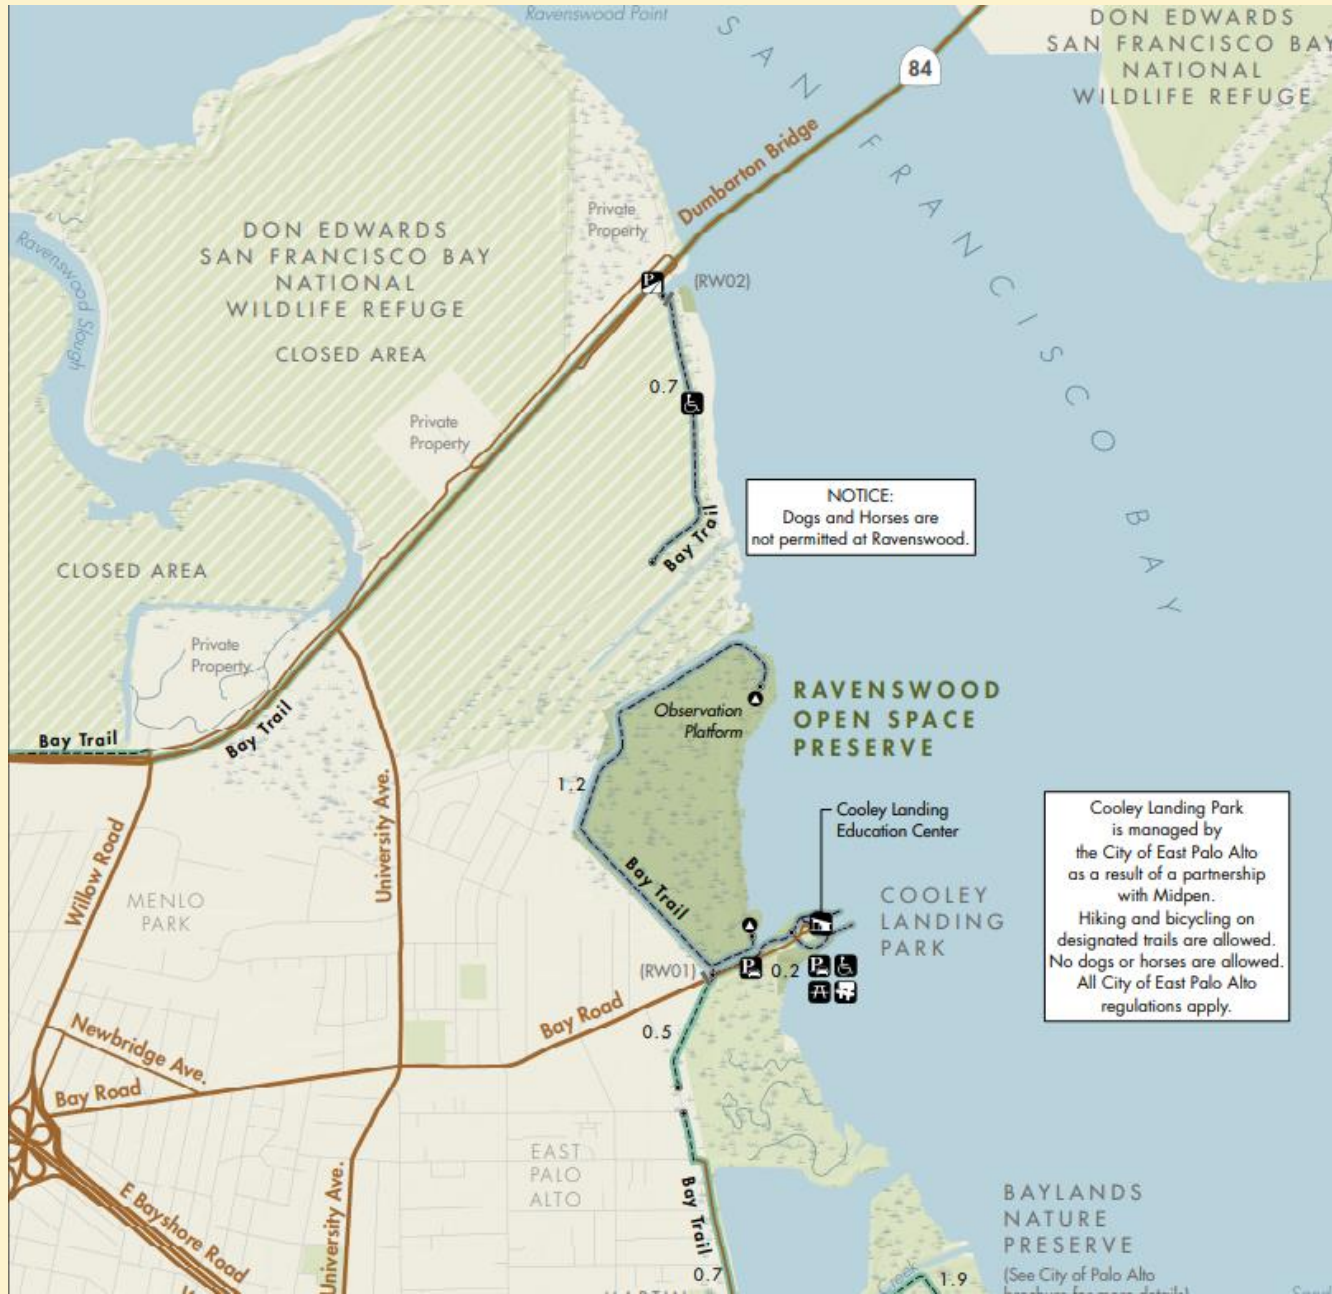 Ravenswood Point
SAN FRANCISCO BAY
DON EDWARDS
SAN FRANCISCO BAY
NATIONAL
WILDLIFE REFUGE
84
Dumbarton Bridge
Private
Property
DON EDWARDS
SAN FRANCISCO BAY
NATIONAL
WILDLIFE REFUGE
CLOSED AREA
Ravenswood Slough
P
(RW02)
0.7
Private
Property
NOTICE:
Dogs and Horses are
not permitted at Ravenswood.
Bay Trail
CLOSED AREA
Private
Property
Observation
Platform
RAVENSWOOD
OPEN SPACE
PRESERVE
Bay Trail
Bay Trail
University Ave.
1.2
Cooley Landing
Education Center
Cooley Landing Park
is managed by
the City of East Palo Alto
as a result of a partnership
with Midpen.
Hiking and bicycling on
designated trails are allowed.
No dogs or horses are allowed.
All City of East Palo Alto
regulations apply.
Willow Road
MENLO
PARK
Bay Trail
COOLEY
LANDING
PARK
(RW01)
P
0.2
P
Bay Road
0.5
Newbridge Ave.
Bay Road
EAST
PALO
ALTO
E Bayshore Road
University Ave.
Bay Trail
0.7
BAYLANDS
NATURE
PRESERVE
(See City of Palo Alto
Creek
1.9